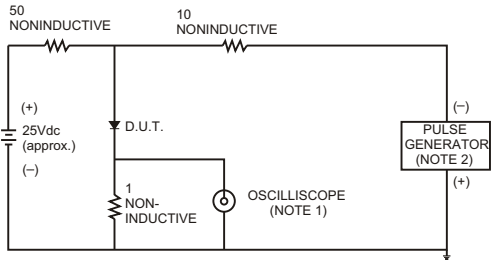 50
NONINDUCTIVE
10
NONINDUCTIVE
(+)
25Vdc
(approx.)
(–)
D.U.T.
1
NON-
INDUCTIVE
OSCILLISCOPE
(NOTE 1)
(–)
PULSE
GENERATOR
(NOTE 2)
(+)